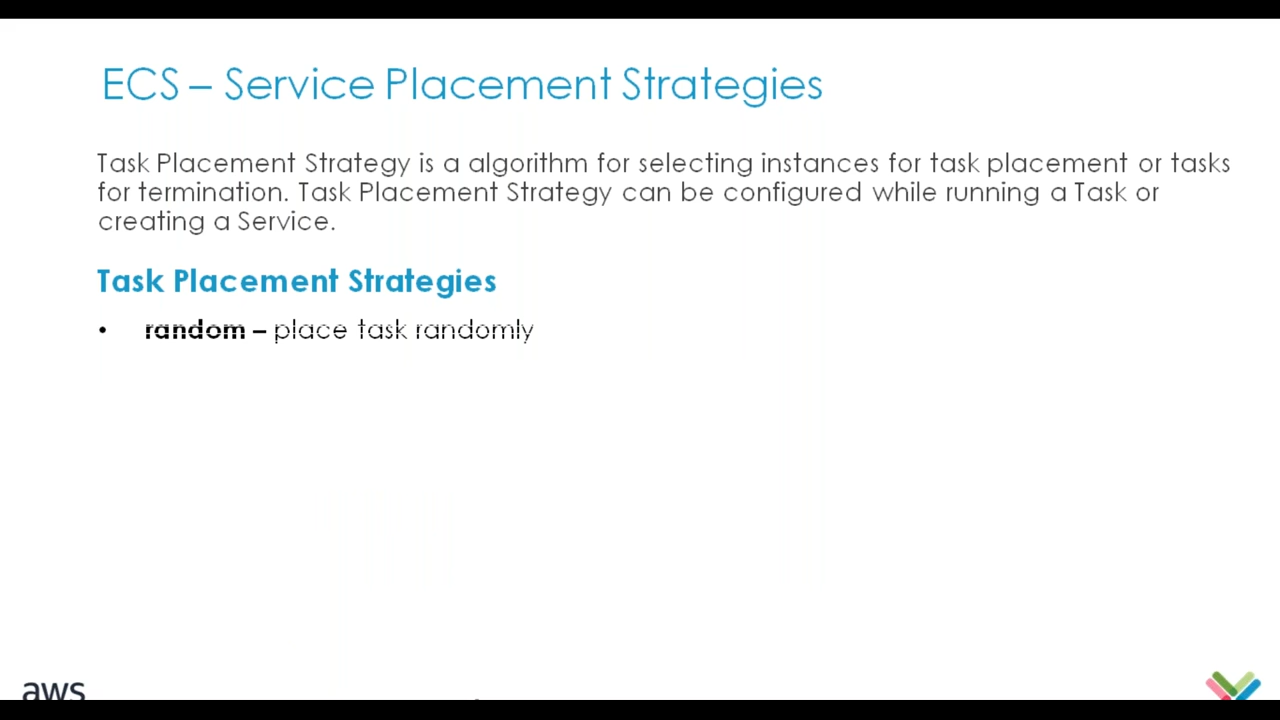 ECS – Service Placement Strategies
Task Placement Strategy is a algorithm for selecting instances for task placement or tasks
for termination. Task Placement Strategy can be configured while running a Task or
creating a Service.
Task Placement Strategies
• random – place task randomly
aws